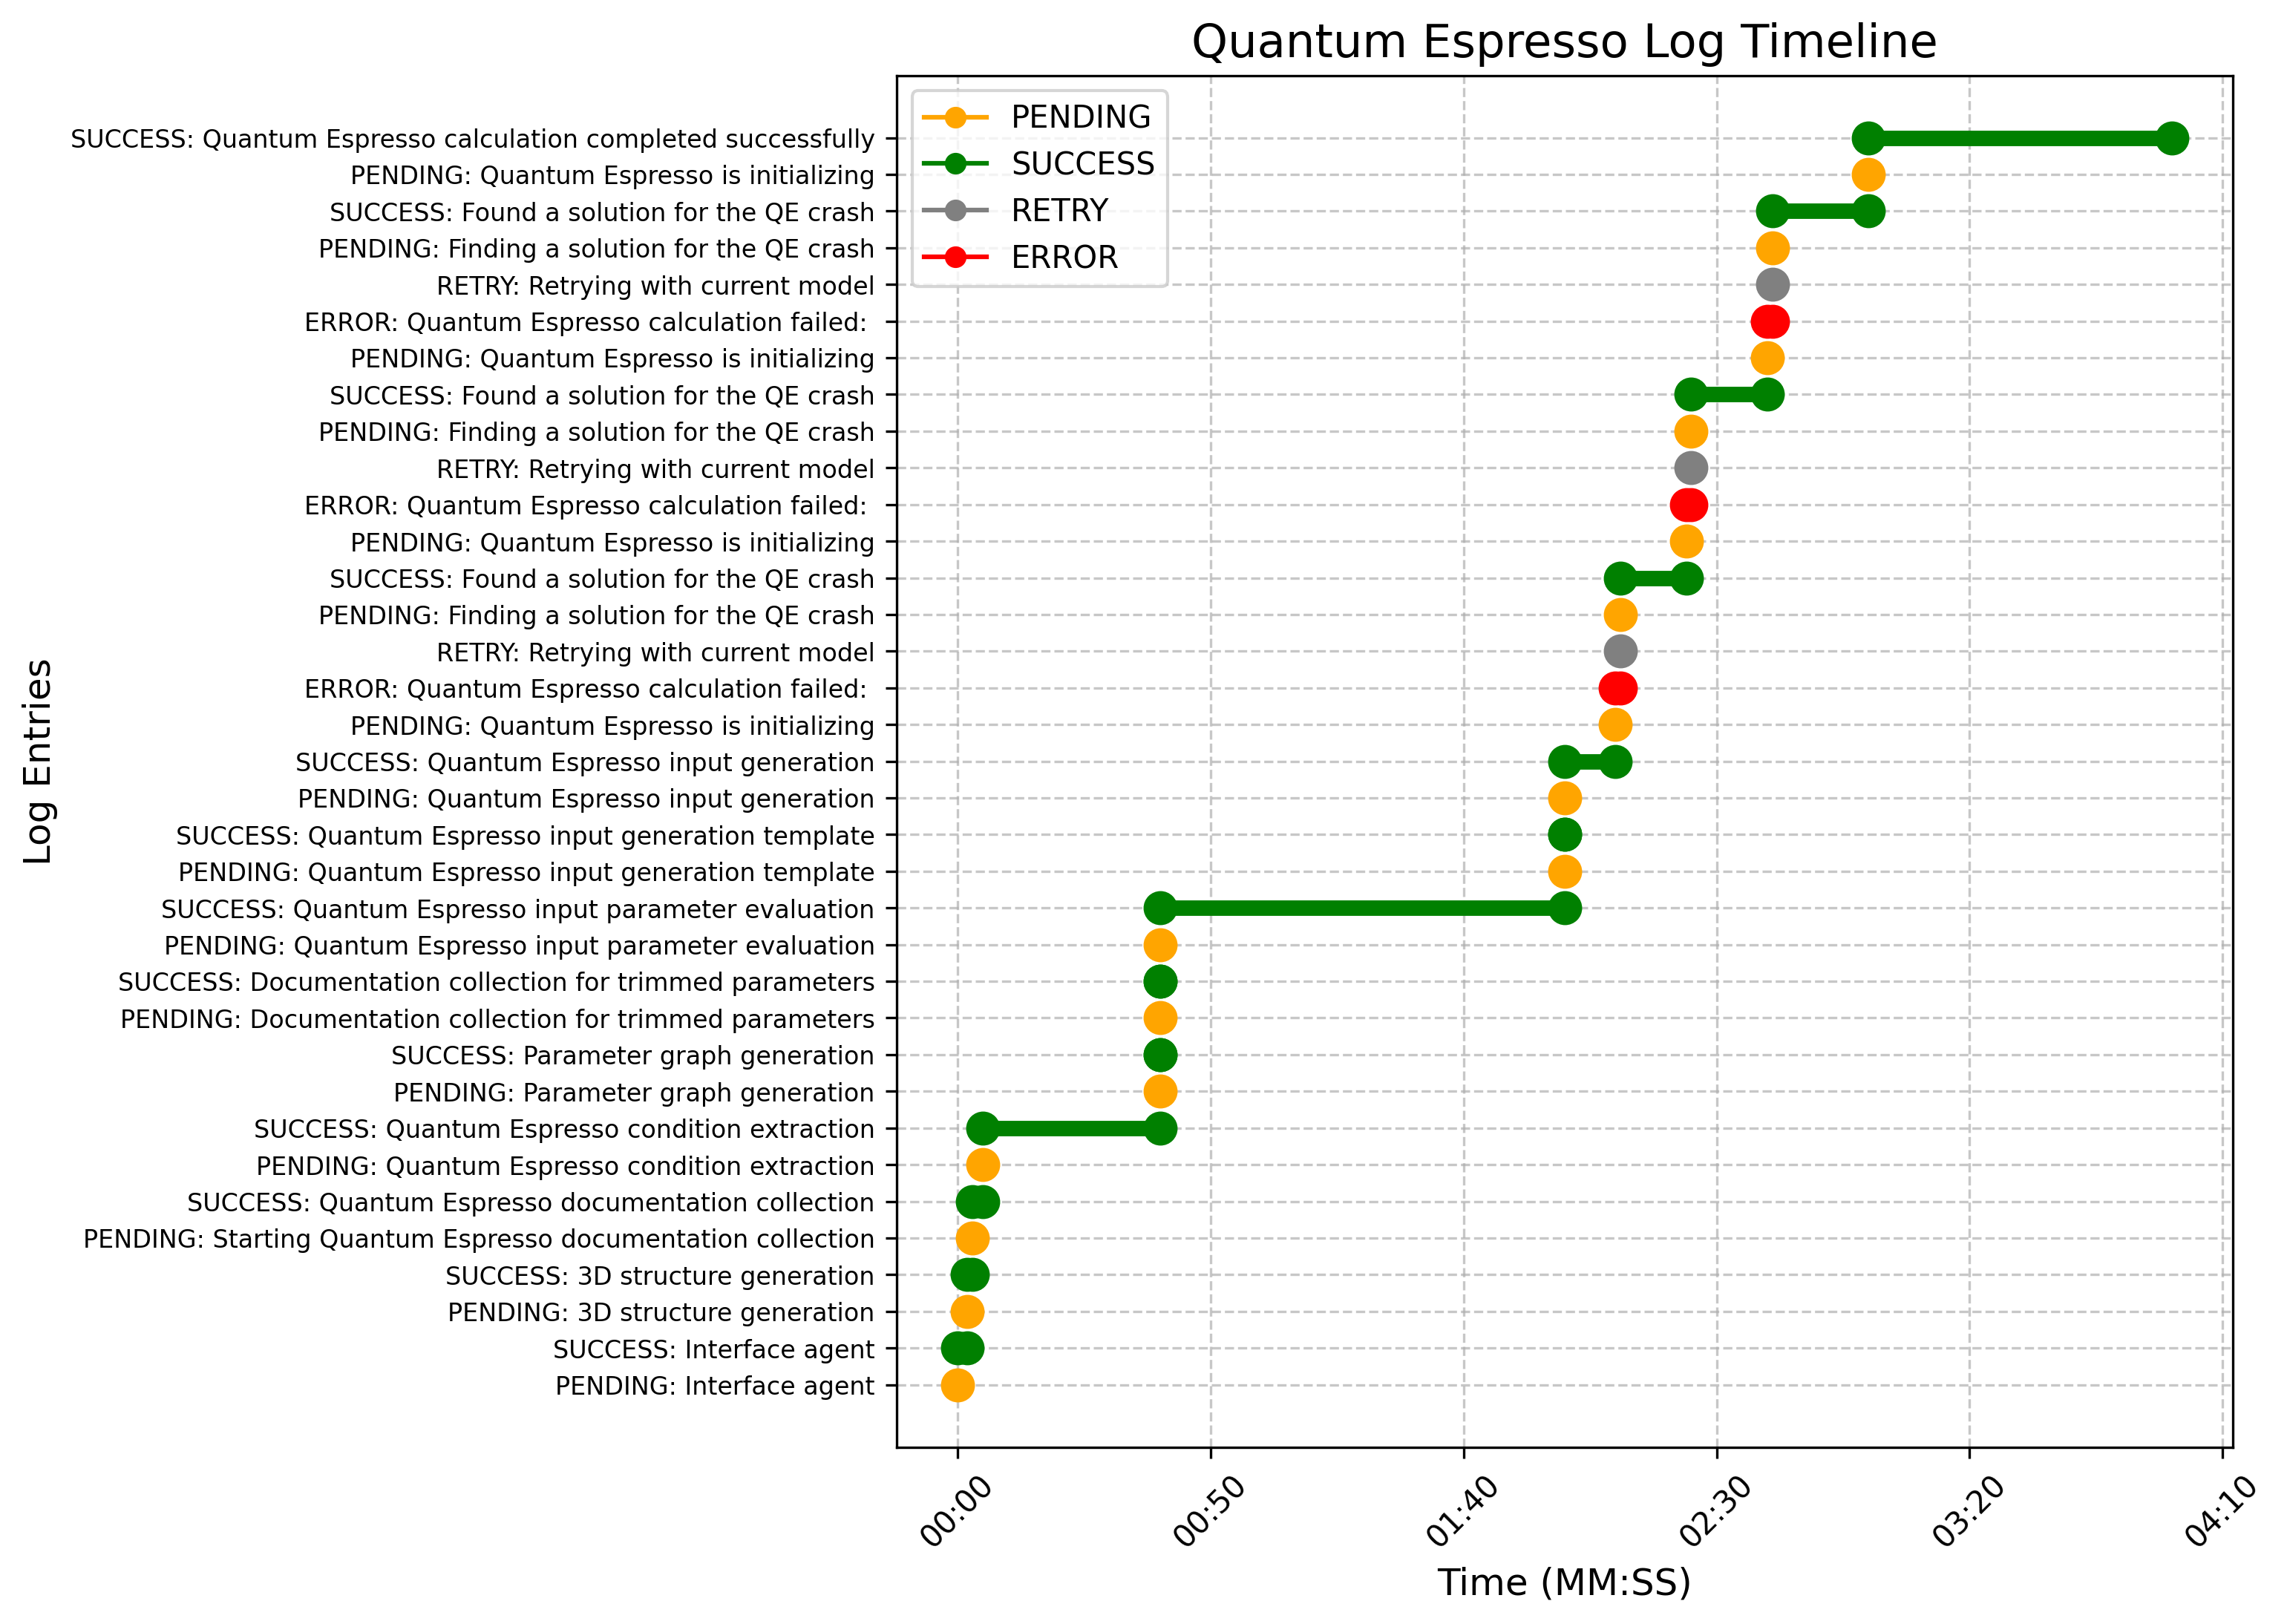 Quantum Espresso Log Timeline
PENDING
SUCCESS
RETRY
ERROR
SUCCESS: Quantum Espresso calculation completed successfully
PENDING: Quantum Espresso is initializing
SUCCESS: Found a solution for the QE crash
PENDING: Finding a solution for the QE crash
RETRY: Retrying with current model
ERROR: Quantum Espresso calculation failed:
PENDING: Quantum Espresso is initializing
SUCCESS: Found a solution for the QE crash
PENDING: Finding a solution for the QE crash
RETRY: Retrying with current model
ERROR: Quantum Espresso calculation failed:
PENDING: Quantum Espresso is initializing
SUCCESS: Found a solution for the QE crash
PENDING: Finding a solution for the QE crash
RETRY: Retrying with current model
ERROR: Quantum Espresso calculation failed:
PENDING: Quantum Espresso is initializing
SUCCESS: Quantum Espresso input generation
PENDING: Quantum Espresso input generation
SUCCESS: Quantum Espresso input generation template
PENDING: Quantum Espresso input generation template
SUCCESS: Quantum Espresso input parameter evaluation
PENDING: Quantum Espresso input parameter evaluation
SUCCESS: Documentation collection for trimmed parameters
PENDING: Documentation collection for trimmed parameters
SUCCESS: Parameter graph generation
PENDING: Parameter graph generation
SUCCESS: Quantum Espresso condition extraction
PENDING: Quantum Espresso condition extraction
SUCCESS: Quantum Espresso documentation collection
PENDING: Starting Quantum Espresso documentation collection
SUCCESS: 3D structure generation
PENDING: 3D structure generation
SUCCESS: Interface agent
PENDING: Interface agent
Log Entries
00:00
00:50
01:40
02:30
03:20
04:10
Time (MM:SS)